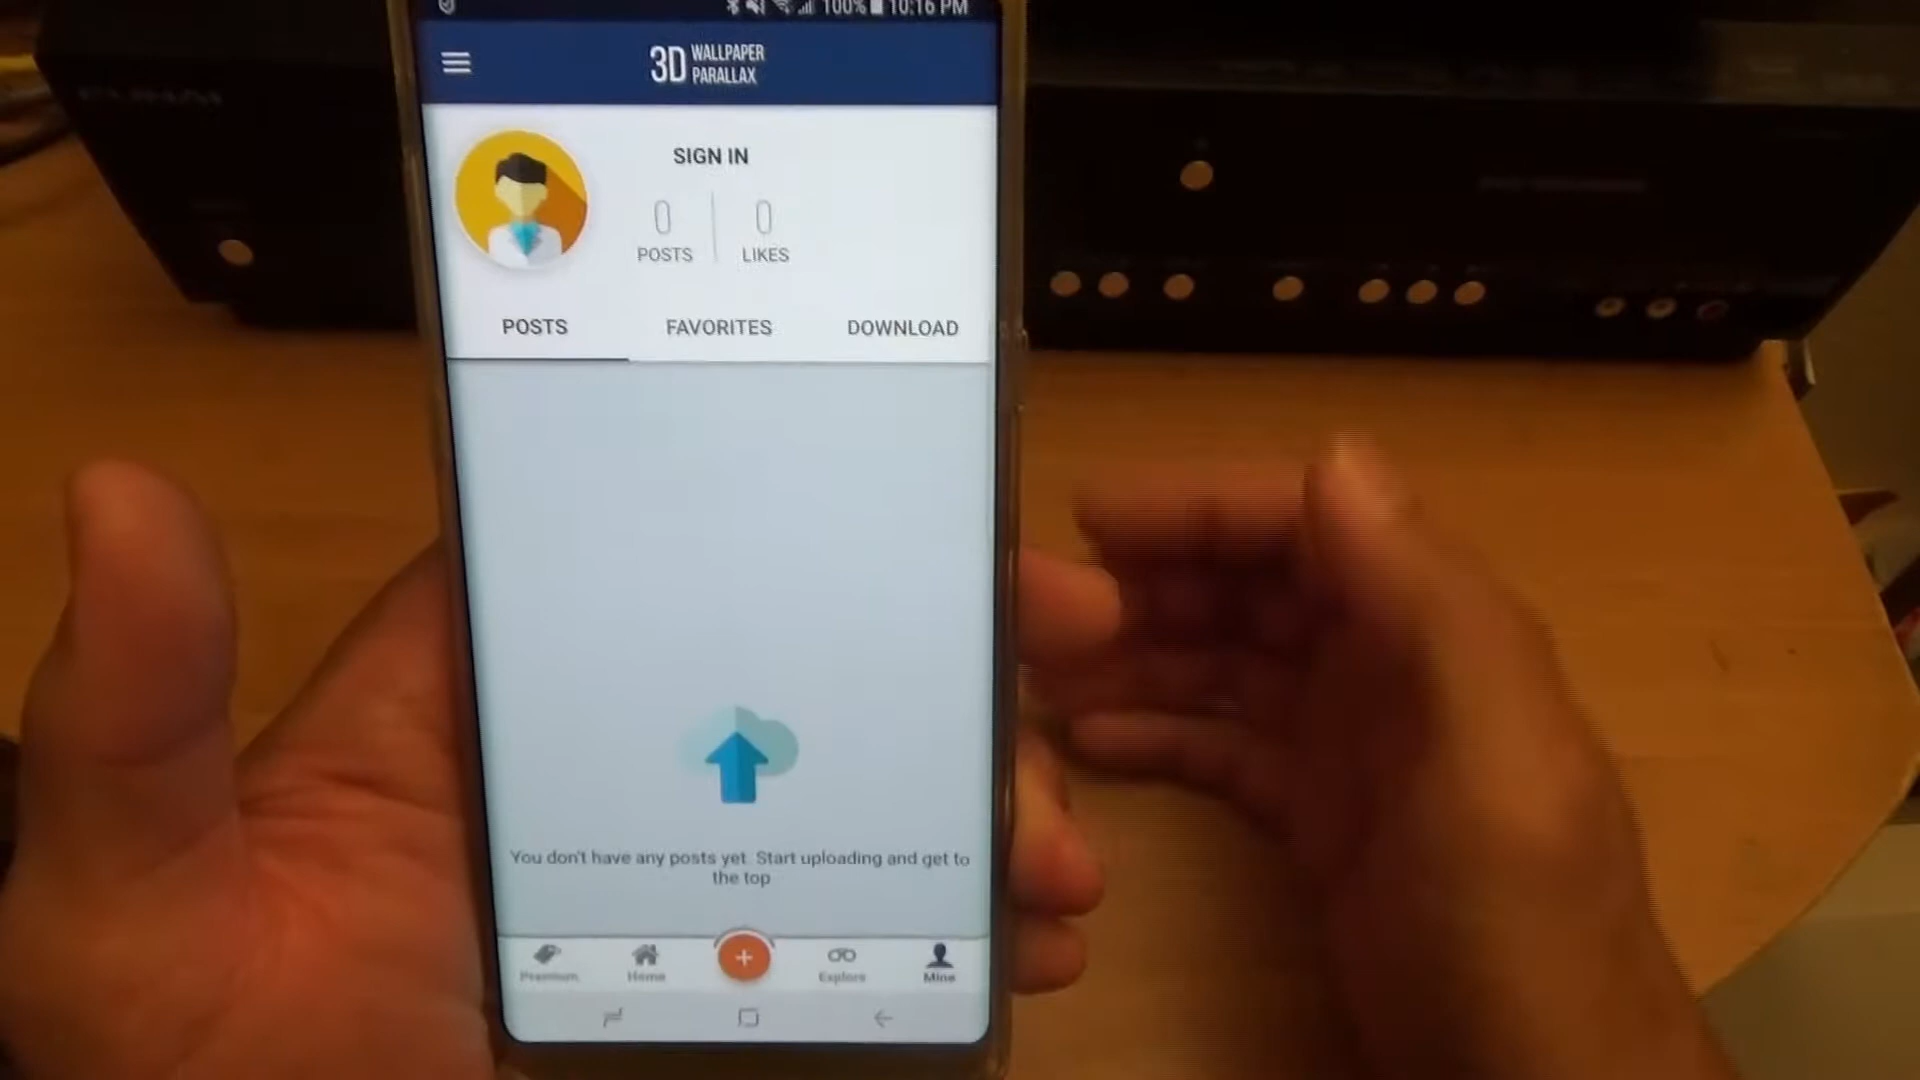 100% 10:16 PM
3D WALLPAPER
PARALLAX
SIGN IN
0 0
POSTS LIKES
POSTS FAVORITES DOWNLOAD
You don't have any posts yet. Start uploading and get to
the top
Premium Home Explore Mine